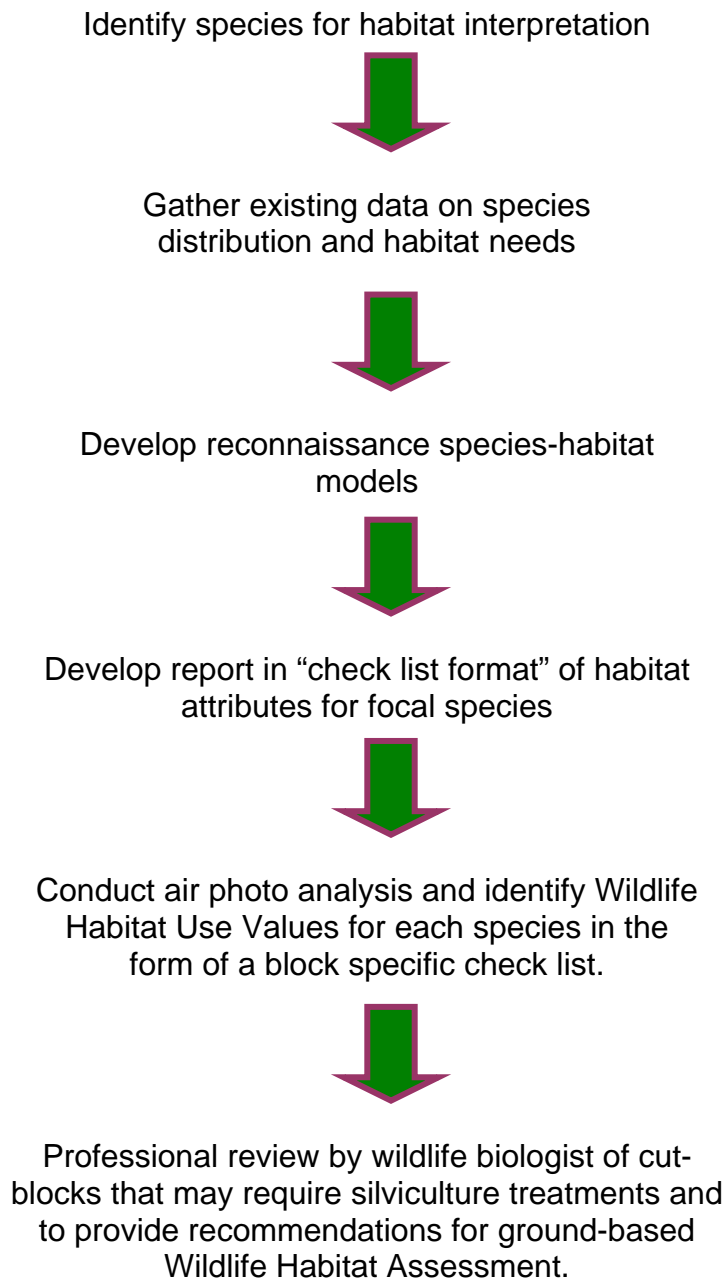 Identify species for habitat interpretation
Gather existing data on species
distribution and habitat needs
Develop reconnaissance species-habitat
models
Develop report in “check list format” of habitat
attributes for focal species
Conduct air photo analysis and identify Wildlife
Habitat Use Values for each species in the
form of a block specific check list.
Professional review by wildlife biologist of cut-
blocks that may require silviculture treatments and
to provide recommendations for ground-based
Wildlife Habitat Assessment.